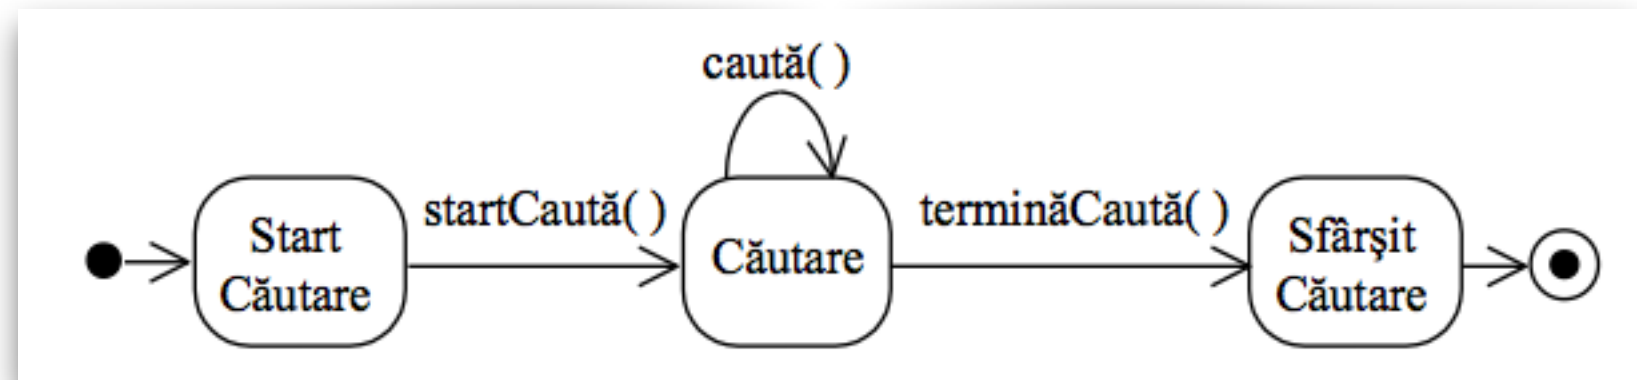 caută( )
Start
Căutare
startCaută( )
Căutare
terminăCaută( )
Sfârşit
Căutare